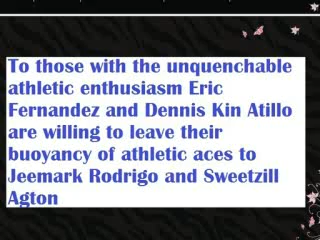 To those with the unquenchable
athletic enthusiasm Eric
Fernandez and Dennis Kin Atillo
are willing to leave their
buoyancy of athletic aces to
Jeemark Rodrigo and Sweetzill
Agton